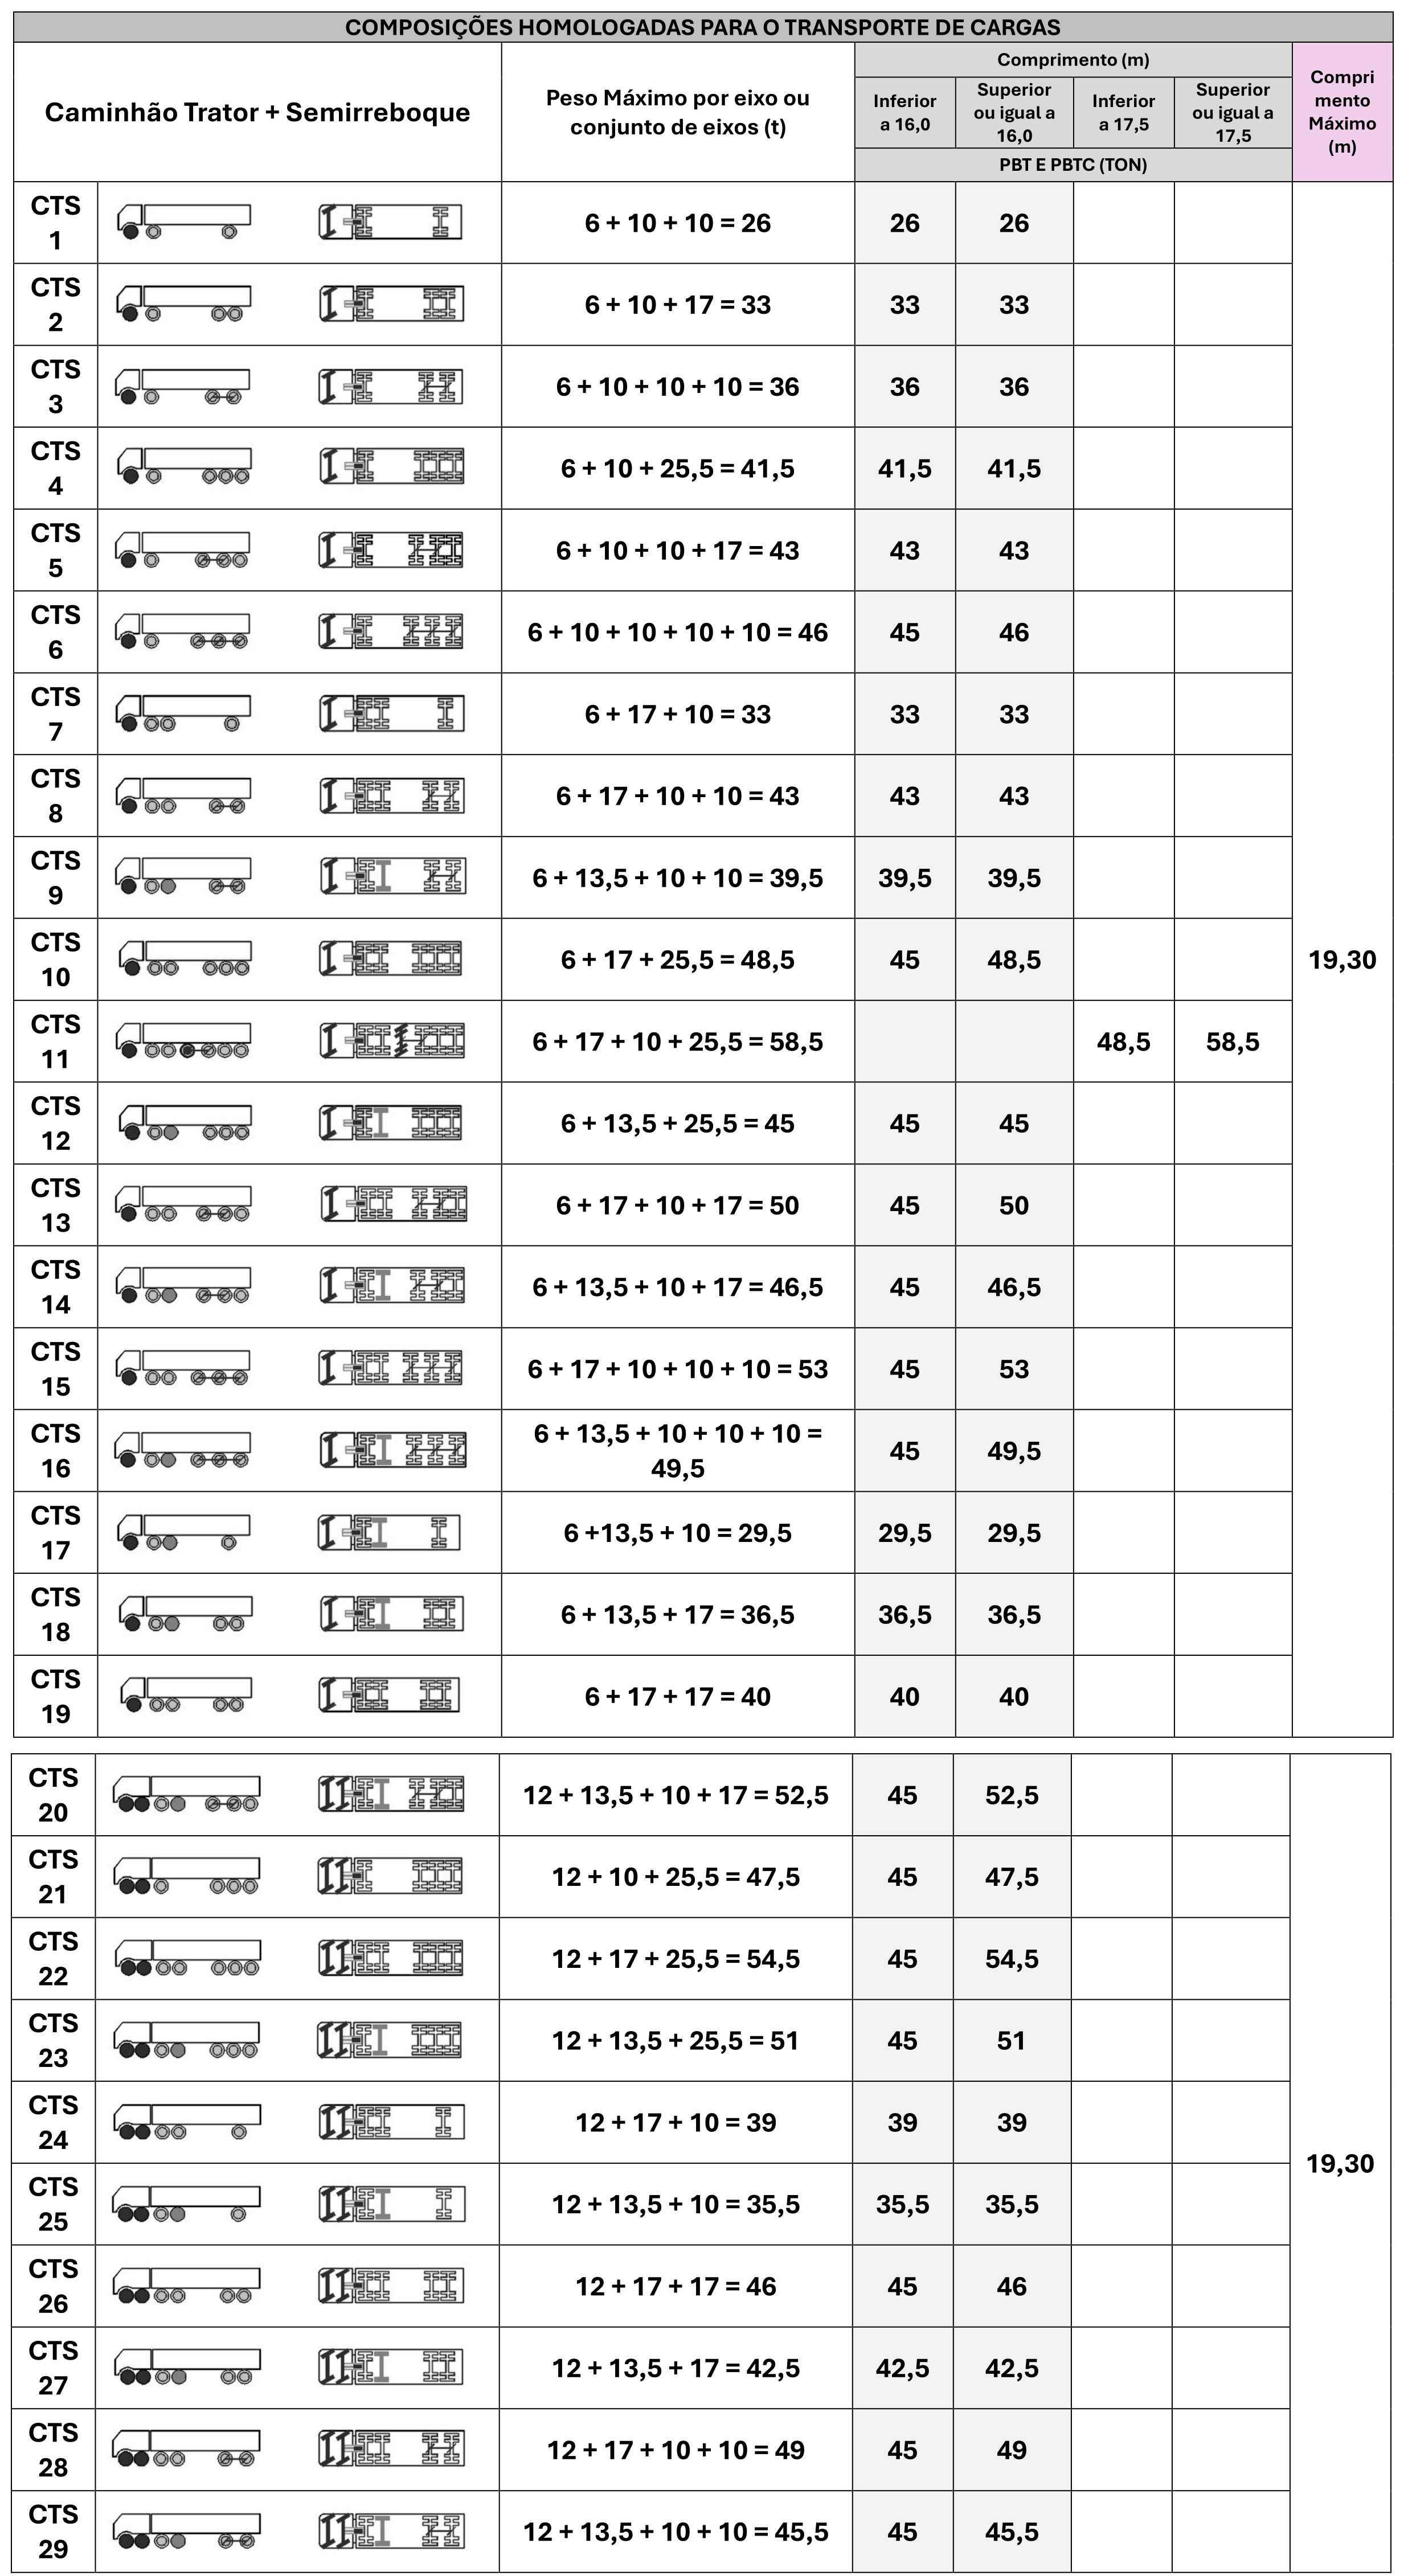 COMPOSIÇÕES HOMOLOGADAS PARA O TRANSPORTE DE CARGAS
Caminhão Trator + Semirreboque
Peso Máximo por eixo ou
conjunto de eixos (t)
Comprimento (m)
Inferior
a 16,0
Superior
ou igual a
16,0
Inferior
a 17,5
Superior
ou igual a
17,5
PBT E PBTC (TON)
Compri
mento
Máximo
(m)
CTS
1
6 + 10 + 10 = 26
26
26
CTS
2
6 + 10 + 17 = 33
33
33
CTS
3
6 + 10 + 10 + 10 = 36
36
36
CTS
4
6 + 10 + 25,5 = 41,5
41,5
41,5
CTS
5
6 + 10 + 10 + 17 = 43
43
43
CTS
6
6 + 10 + 10 + 10 + 10 = 46
45
46
CTS
7
6 + 17 + 10 = 33
33
33
CTS
8
6 + 17 + 10 + 10 = 43
43
43
CTS
9
6 + 13,5 + 10 + 10 = 39,5
39,5
39,5
CTS
10
6 + 17 + 25,5 = 48,5
45
48,5
19,30
CTS
11
6 + 17 + 10 + 25,5 = 58,5
48,5
58,5
CTS
12
6 + 13,5 + 25,5 = 45
45
45
CTS
13
6 + 17 + 10 + 17 = 50
45
50
CTS
14
6 + 13,5 + 10 + 17 = 46,5
45
46,5
CTS
15
6 + 17 + 10 + 10 + 10 = 53
45
53
CTS
16
6 + 13,5 + 10 + 10 + 10 =
49,5
45
49,5
CTS
17
6 +13,5 + 10 = 29,5
29,5
29,5
CTS
18
6 + 13,5 + 17 = 36,5
36,5
36,5
CTS
19
6 + 17 + 17 = 40
40
40
CTS
20
12 + 13,5 + 10 + 17 = 52,5
45
52,5
CTS
21
12 + 10 + 25,5 = 47,5
45
47,5
CTS
22
12 + 17 + 25,5 = 54,5
45
54,5
CTS
23
12 + 13,5 + 25,5 = 51
45
51
CTS
24
12 + 17 + 10 = 39
39
39
19,30
CTS
25
12 + 13,5 + 10 = 35,5
35,5
35,5
CTS
26
12 + 17 + 17 = 46
45
46
CTS
27
12 + 13,5 + 17 = 42,5
42,5
42,5
CTS
28
12 + 17 + 10 + 10 = 49
45
49
CTS
29
12 + 13,5 + 10 + 10 = 45,5
45
45,5